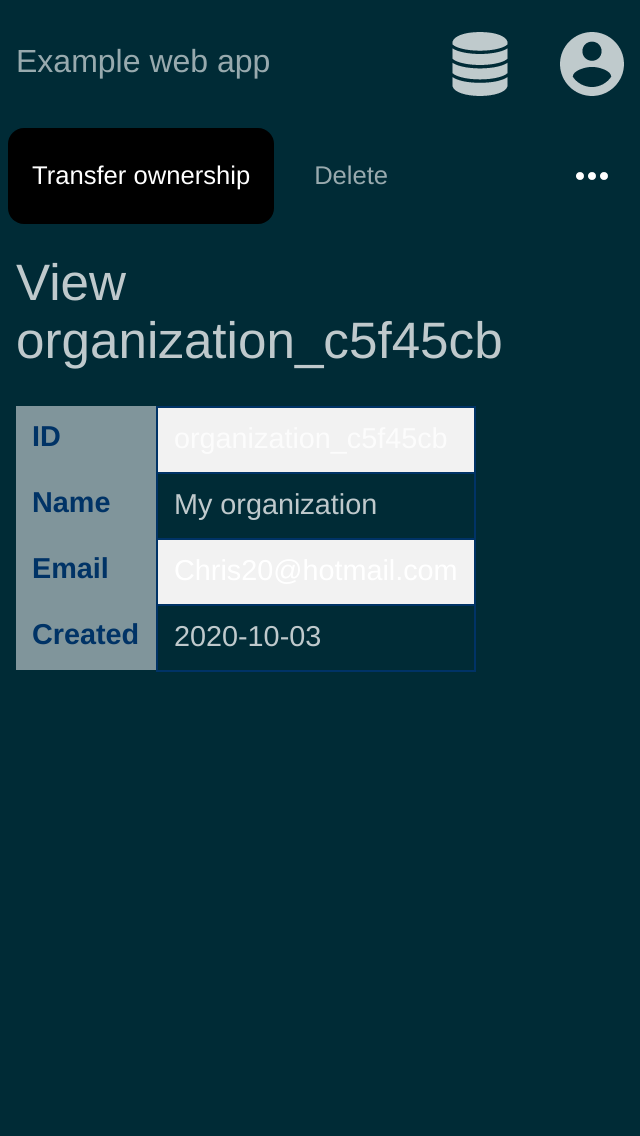 Example web app
Transfer ownership Delete
View
organization_c5f45cb
ID organization_c5f45cb
Name My organization
Email Chris20@hotmail.com
Created 2020-10-03